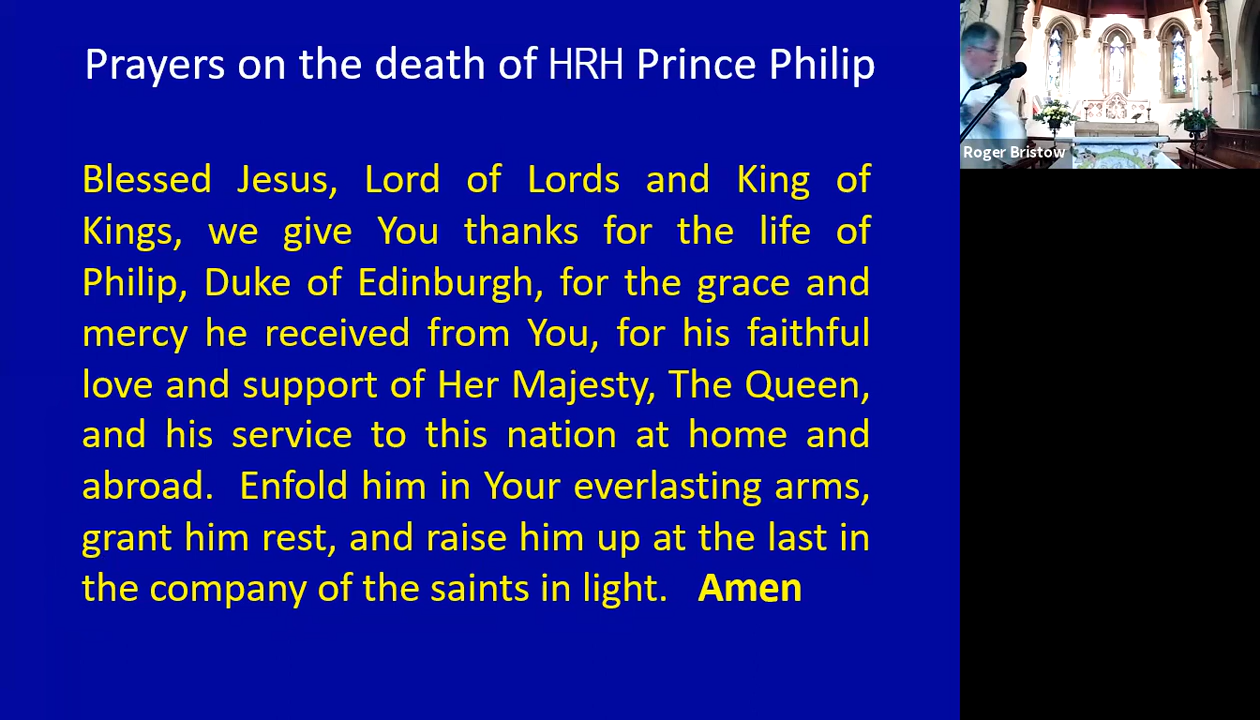 Prayers on the death of HRH Prince Philip
Blessed Jesus, Lord of Lords and King of
Kings, we give You thanks for the life of
Philip, Duke of Edinburgh, for the grace and
mercy he received from You, for his faithful
love and support of Her Majesty, The Queen,
and his service to this nation at home and
abroad. Enfold him in Your everlasting arms,
grant him rest, and raise him up at the last in
the company of the saints in light. Amen
Roger Bristow